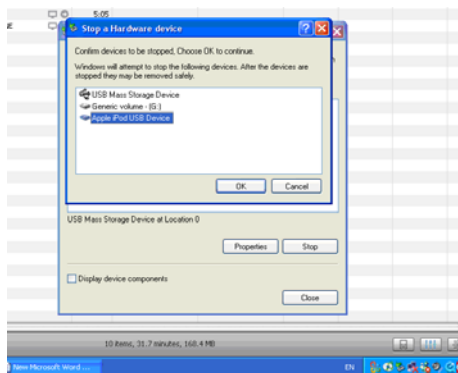 5:05
Stop a Hardware device
Confirm devices to be stopped, Choose OK to continue.
Windows will attempt to stop the following devices. After the devices are
stopped they may be removed safely.
USB Mass Storage Device
Generic volume - (G:)
Apple iPod USB Device
OK Cancel
USB Mass Storage Device at Location 0
Properties Stop
Display device components
Close
10 items, 31.7 minutes, 160.4 MB
New Microsoft Word ... EN